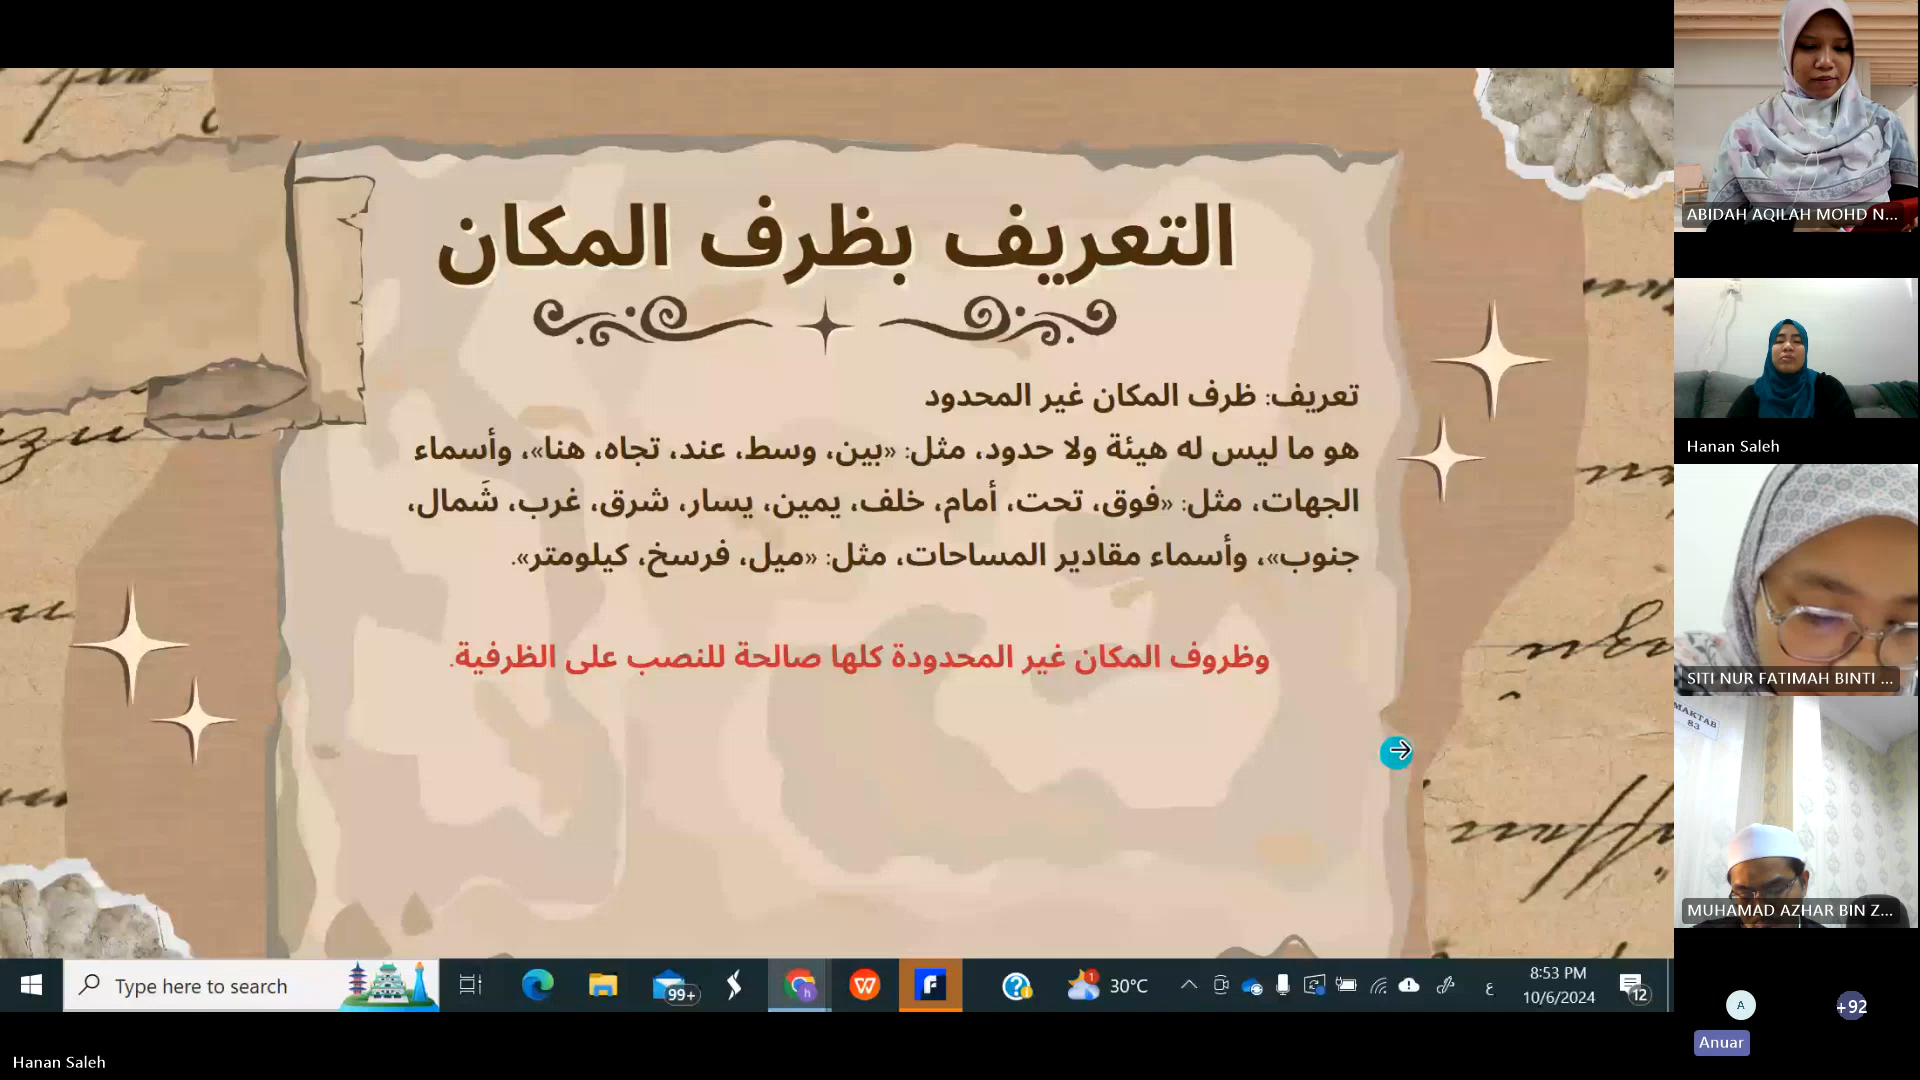 التعريف بظرف المكان
تعريف: ظرف المكان غير المحدود
هو ما ليس له هيئة ولا حدود، مثل: «بين، وسط، عند، تجاه، هنا»، وأسماء
الجهات، مثل: «فوق، تحت، أمام، خلف، يمين، يسار، شرق، غرب، شَمال،
جنوب»، وأسماء مقادير المساحات، مثل: «ميل، فرسخ، كيلومتر».
وظروف المكان غير المحدودة كلها صالحة للنصب على الظرفية.
ABIDAH AQILAH MOHD N...
Hanan Saleh
SITI NUR FATIMAH BINTI ...
MAKTAB
83
MUHAMAD AZHAR BIN Z...
A
+92
Anuar
Type here to search
99+
h
1
30°C
ع
8:53 PM
10/6/2024
12
Hanan Saleh